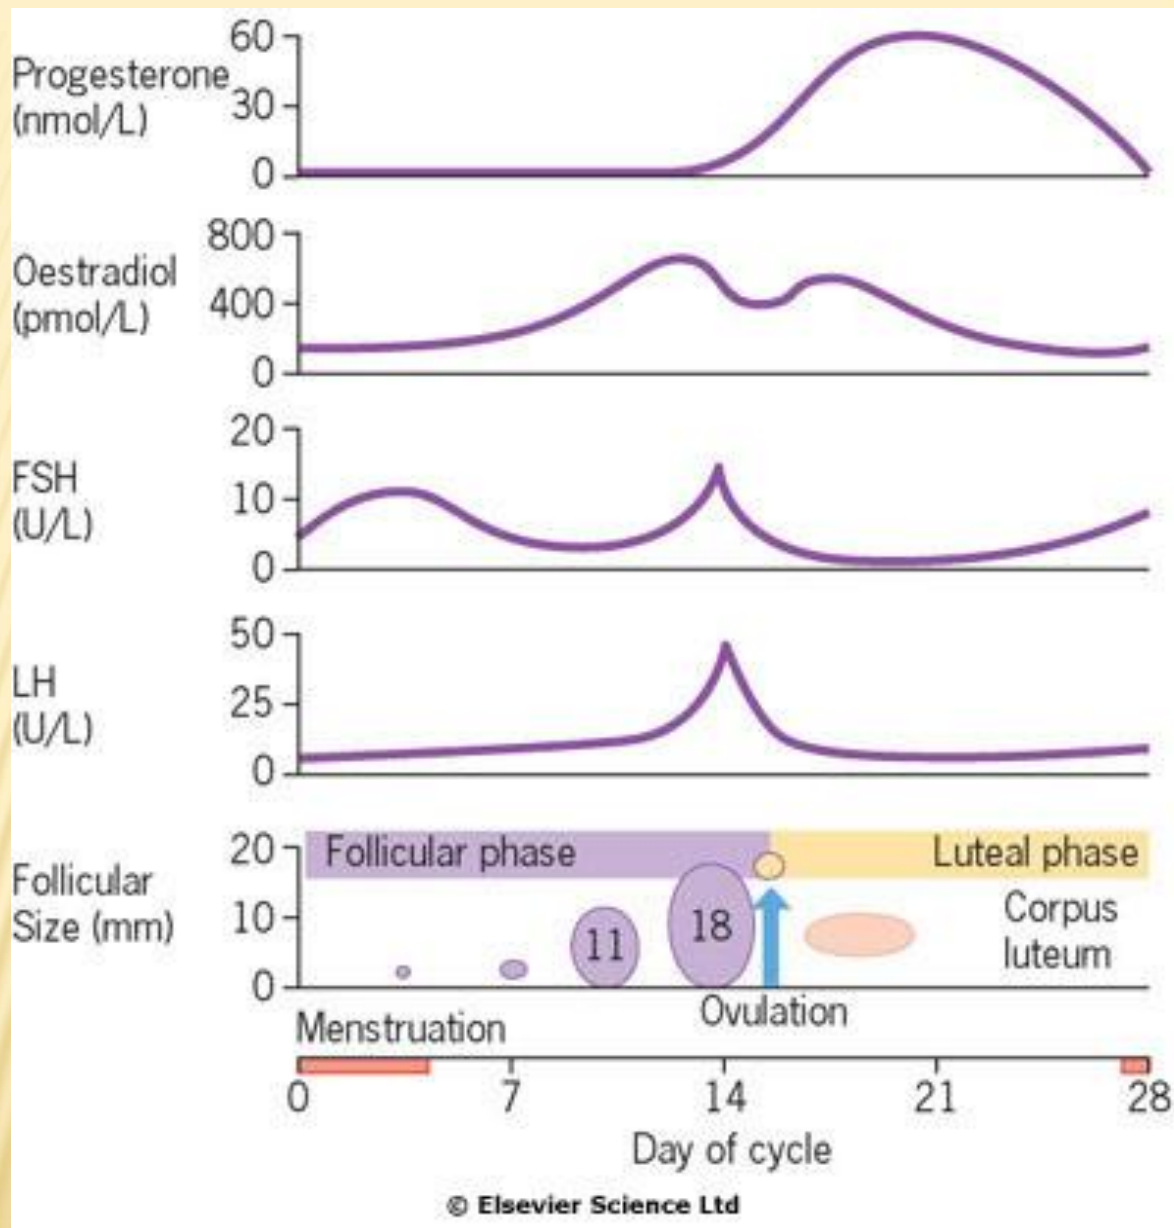 60
Progesterone
(nmol/L)
30
0
800
Oestradiol
(pmol/L)
400
0
20
FSH
(U/L)
10
0
50
LH
(U/L)
25
0
20
Follicular phase
Luteal phase
Follicular
Size (mm)
10
11
18
Corpus
luteum
0
Ovulation
Menstruation
0 7 14 21 28
Day of cycle
© Elsevier Science Ltd